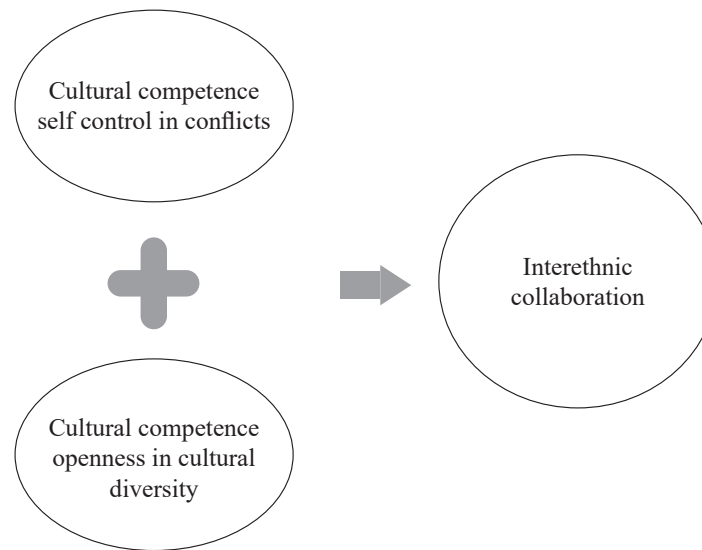 Cultural competence
self control in conflicts
Interethnic
collaboration
Cultural competence
openness in cultural
diversity